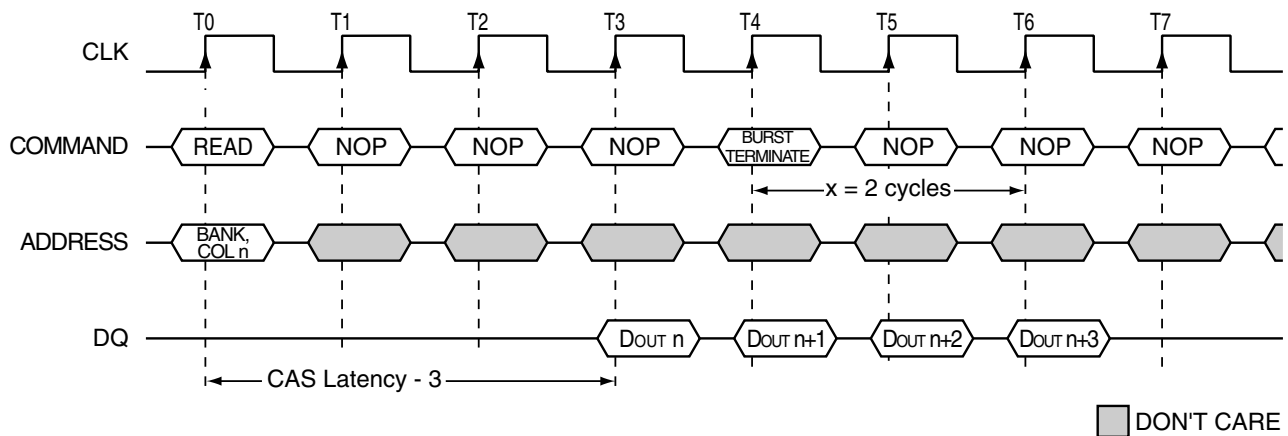 T0 T1 T2 T3 T4 T5 T6 T7
CLK
COMMAND READ NOP NOP NOP BURST TERMINATE NOP NOP NOP
x = 2 cycles
ADDRESS BANK, COL n
DQ DOUT n DOUT n+1 DOUT n+2 DOUT n+3
CAS Latency - 3
DON'T CARE